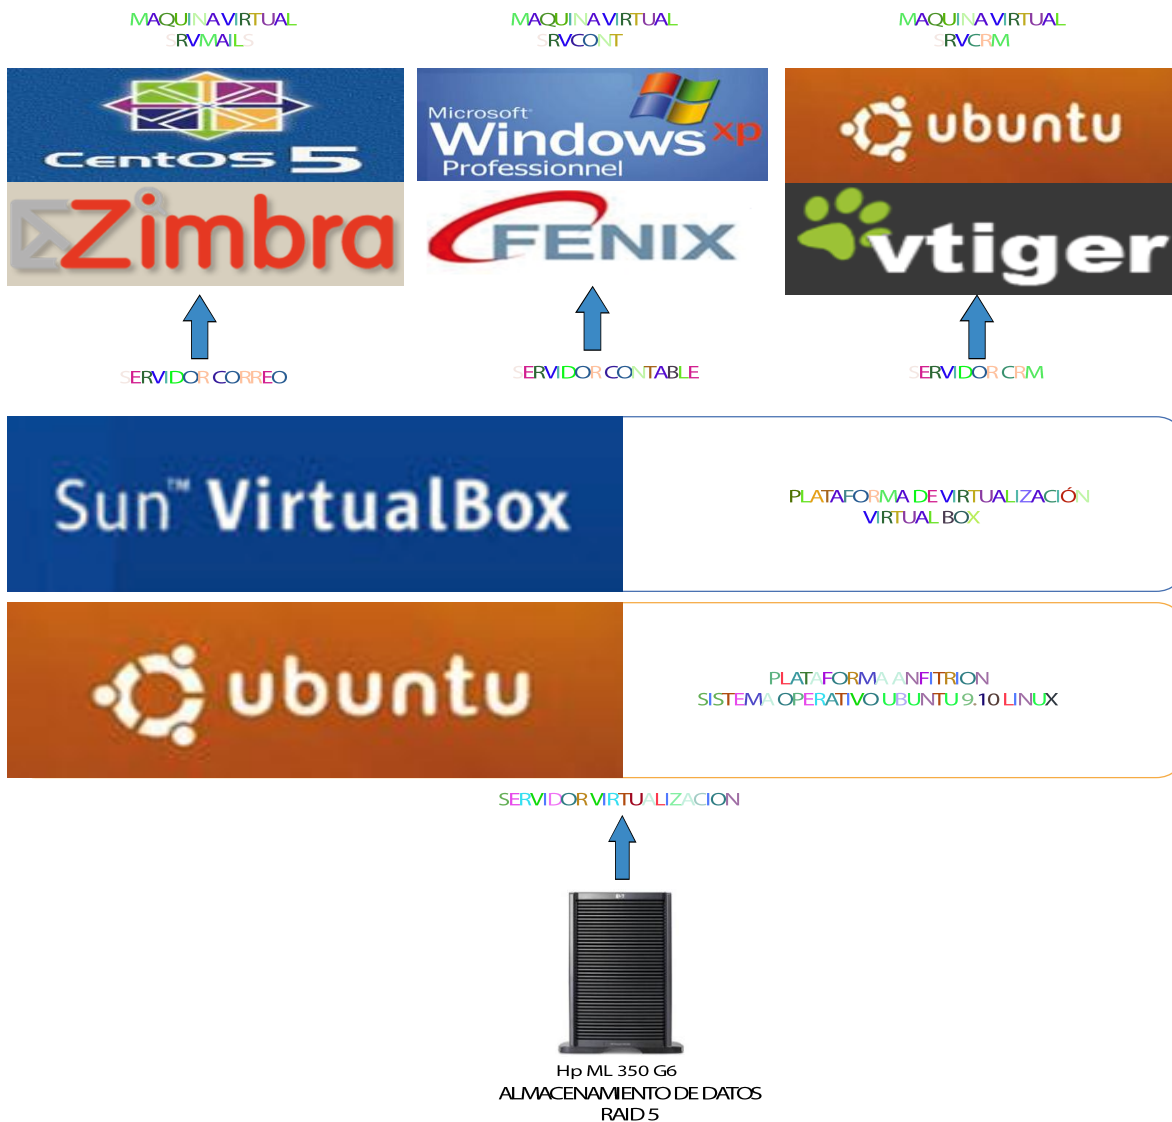 MAQUINA VIRTUAL
SRVMAILS
MAQUINA VIRTUAL
SRVCONT
MAQUINA VIRTUAL
SRVCRM
CentOS 5
Zimbra
Microsoft
Windows xp
Professionnel
FENIX
ubuntu
vtiger
SERVIDOR CORREO
SERVIDOR CONTABLE
SERVIDOR CRM
Sun™ VirtualBox
PLATAFORMA DE VIRTUALIZACIÓN
VIRTUAL BOX
ubuntu
PLATAFORMA ANFITRION
SISTEMA OPERATIVO UBUNTU 9.10 LINUX
SERVIDOR VIRTUALIZACION
hp
Hp ML 350 G6
ALMACENAMIENTO DE DATOS
RAID 5